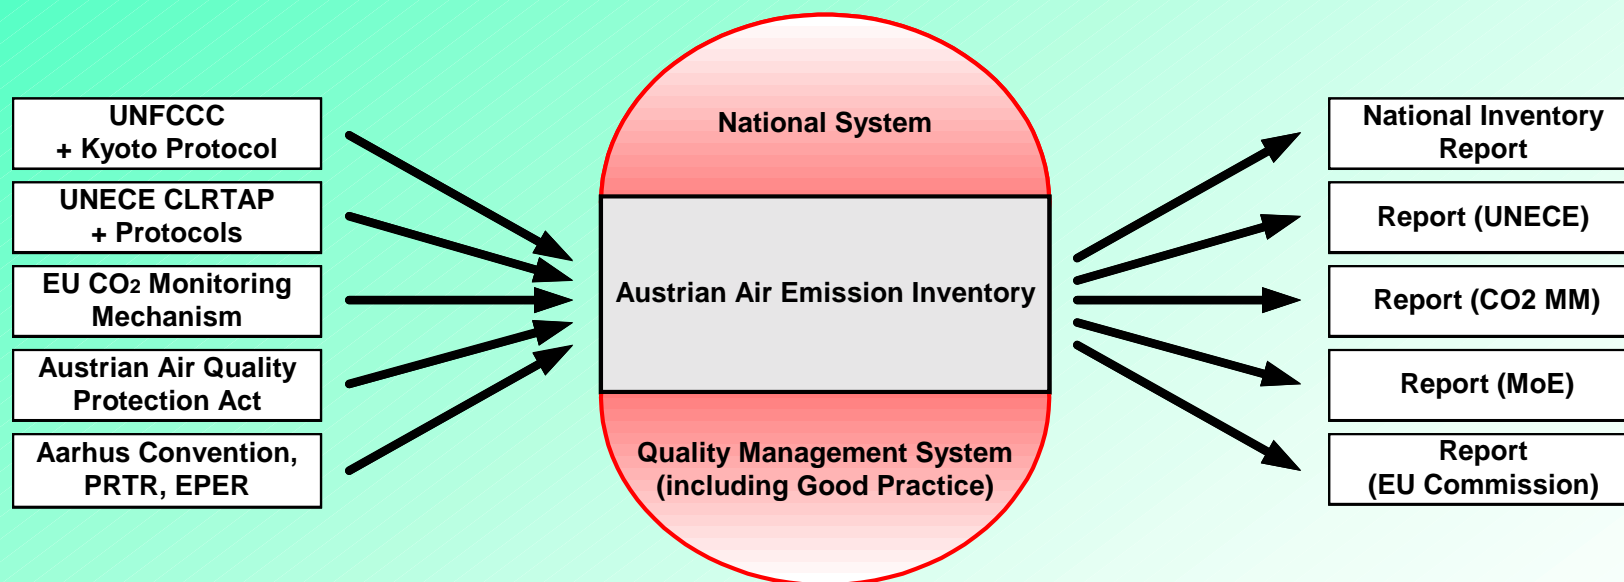 UNFCCC
+ Kyoto Protocol
UNECE CLRTAP
+ Protocols
EU CO2 Monitoring
Mechanism
Austrian Air Quality
Protection Act
Aarhus Convention,
PRTR, EPER
National System
Austrian Air Emission Inventory
Quality Management System
(including Good Practice)
National Inventory
Report
Report (UNECE)
Report (CO2 MM)
Report (MoE)
Report
(EU Commission)